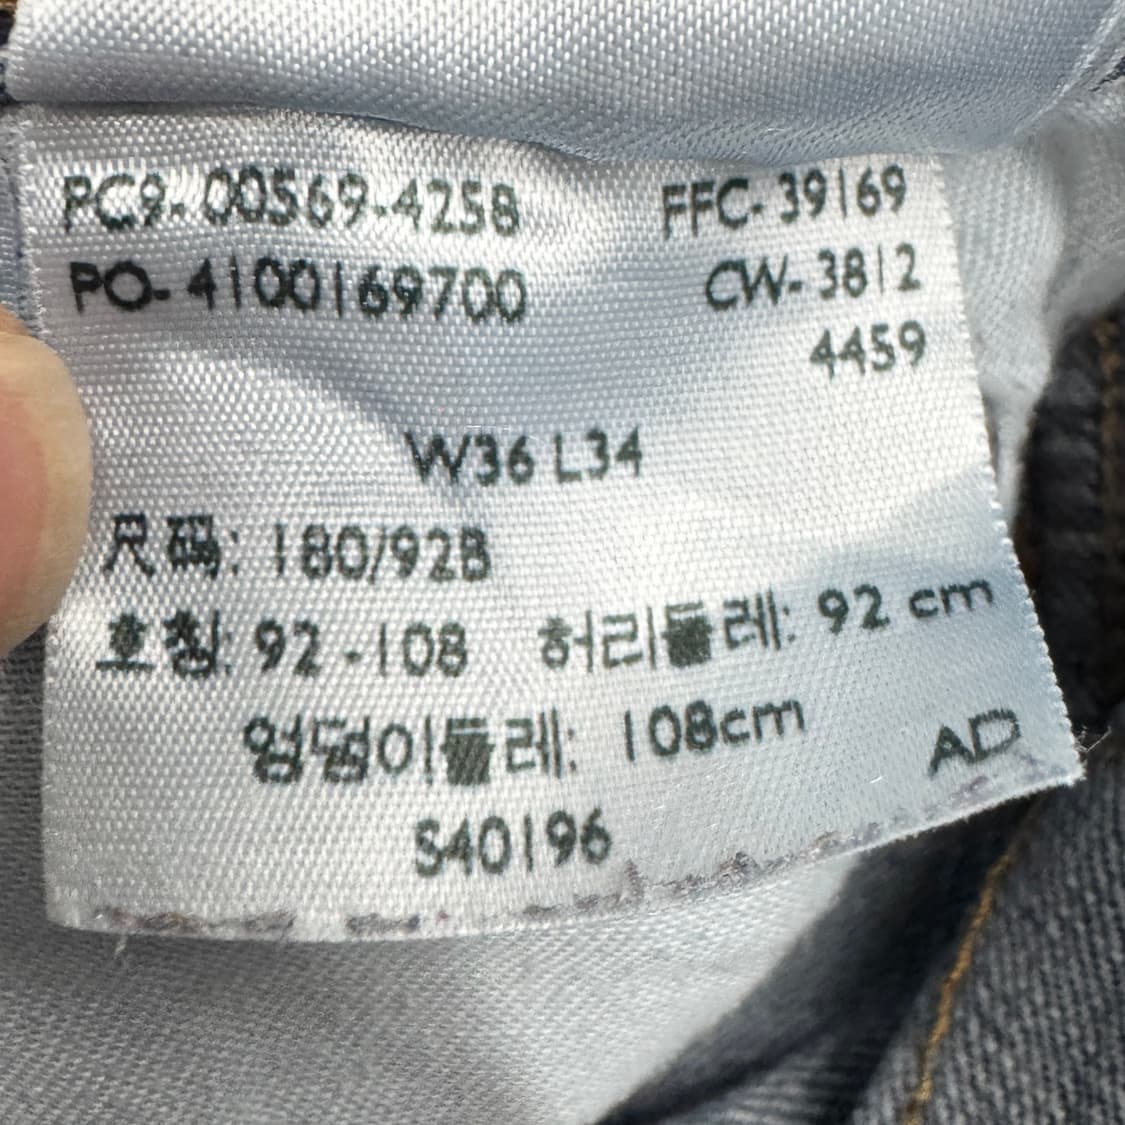 PC9-00569-4258 FFC-39169
PO-4100169700 CW-3812
4459
W36 L34
尺码: 180/92B
호칭: 92-108 허리둘레: 92 cm
엉덩이둘레: 108cm
AD
S40196